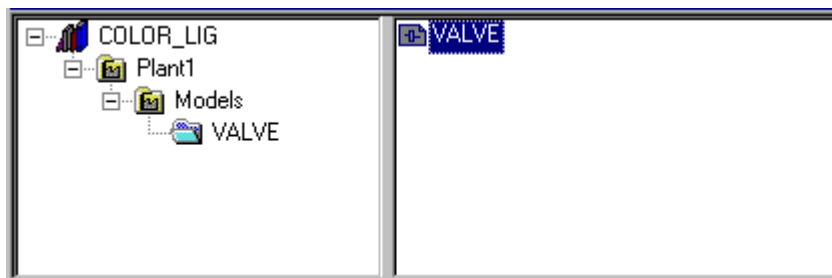 COLOR_LIG
Plant1
Models
VALVE
VALVE